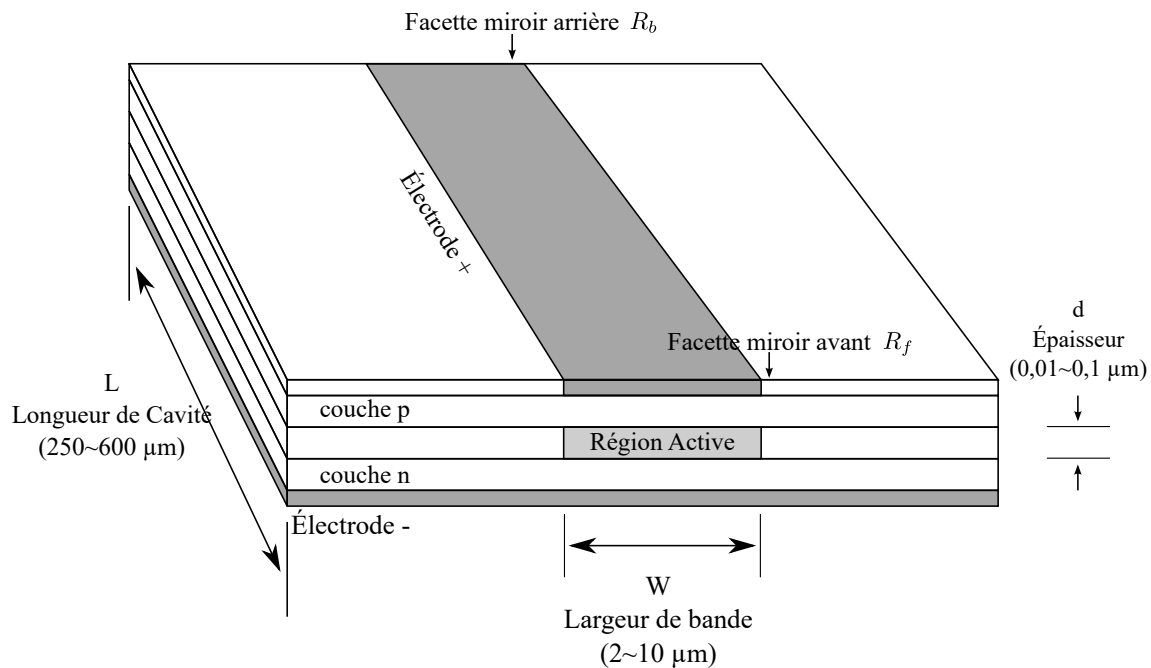 Facette miroir arrière R_b
Électrode +
Facette miroir avant R_f
d
Épaisseur
(0,01~0,1 µm)
L
Longueur de Cavité
(250~600 µm)
couche p
Région Active
couche n
Électrode -
W
Largeur de bande
(2~10 µm)